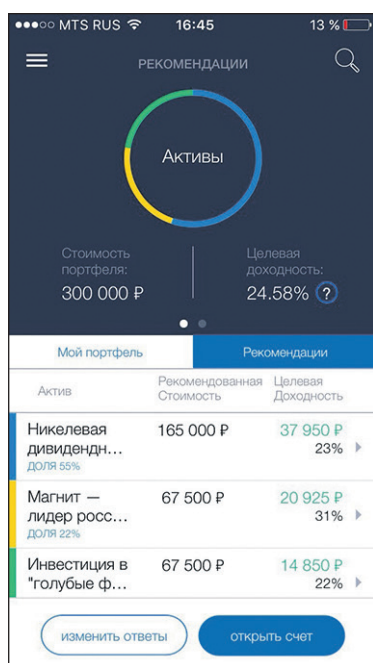 MTS RUS 16:45 13 %
РЕКОМЕНДАЦИИ
Активы
Стоимость
портфеля:
300 000 ₽
Целевая
доходность:
24.58% ?
Мой портфель Рекомендации
Актив
Рекомендованная
Стоимость
Целевая
Доходность
Никелевая
дивидендн...
ДОЛЯ 55%
165 000 ₽
37 950 ₽
23%
Магнит —
лидер росс...
ДОЛЯ 22%
67 500 ₽
20 925 ₽
31%
Инвестиция в
"голубые ф...
67 500 ₽
14 850 ₽
22%
изменить ответы
открыть счет